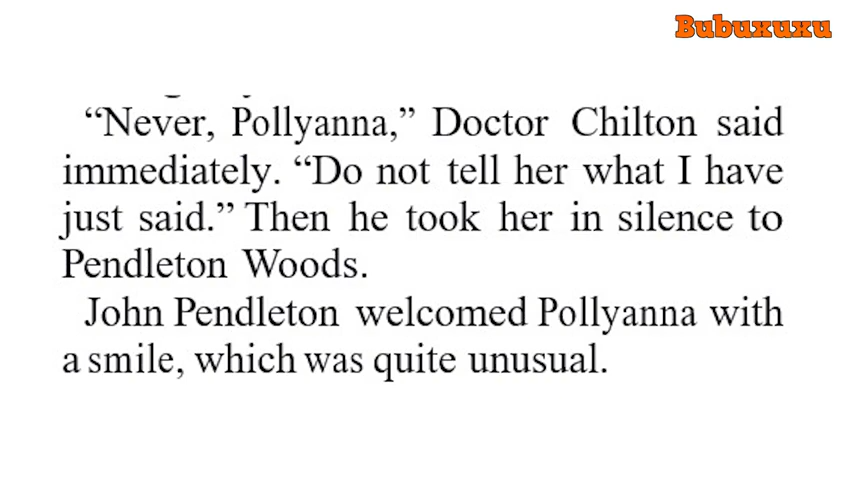 Bubuxuxu
“Never, Pollyanna,” Doctor Chilton said
immediately. “Do not tell her what I have
just said.” Then he took her in silence to
Pendleton Woods.
John Pendleton welcomed Pollyanna with
a smile, which was quite unusual.